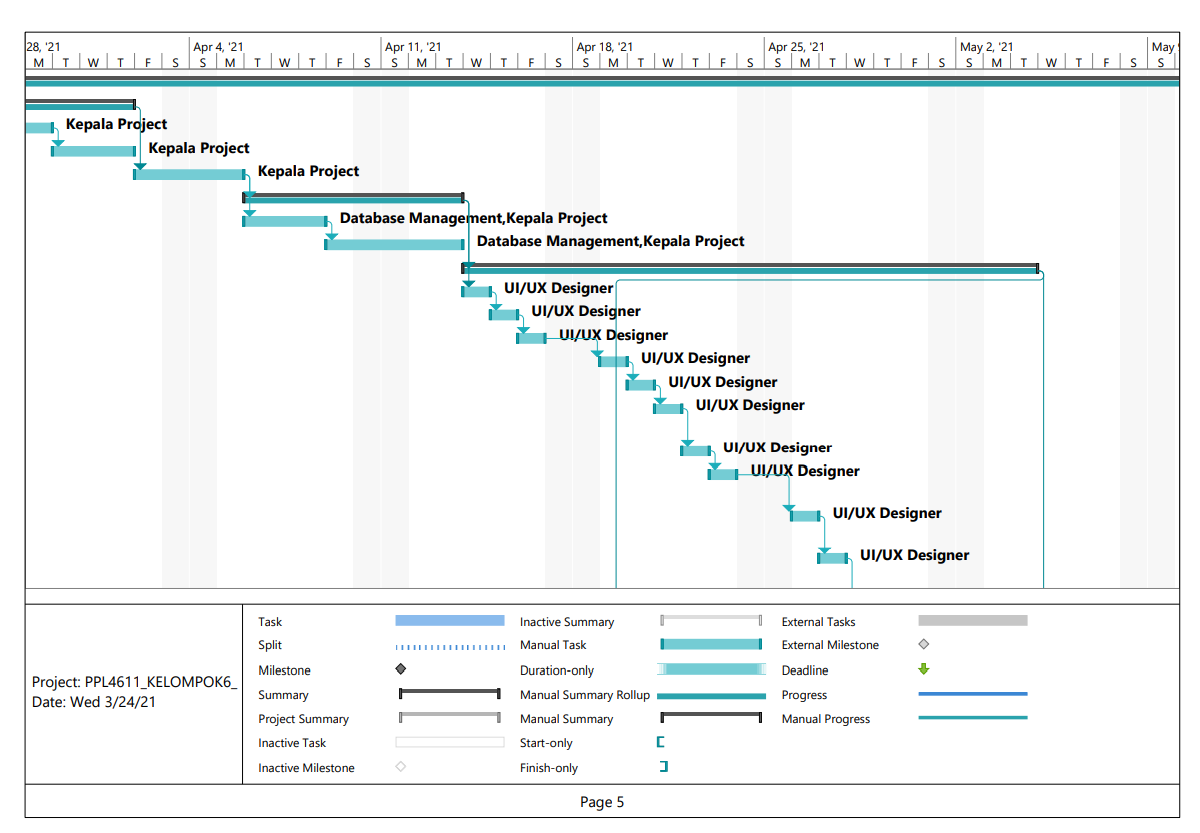 28, '21 Apr 4, '21 Apr 11, '21 Apr 18, '21 Apr 25, '21 May 2, '21 May
M T W T F S S M T W T F S S M T W T F S S M T W T F S S M T W T F S S M T W T F S S
Kepala Project
Kepala Project
Kepala Project
Database Management,Kepala Project
Database Management,Kepala Project
UI/UX Designer
UI/UX Designer
UI/UX Designer
UI/UX Designer
UI/UX Designer
UI/UX Designer
UI/UX Designer
UI/UX Designer
UI/UX Designer
UI/UX Designer
Project: PPL4611_KELOMPOK6_
Date: Wed 3/24/21
Task
Split
Milestone
Summary
Project Summary
Inactive Task
Inactive Milestone
Inactive Summary
Manual Task
Duration-only
Manual Summary Rollup
Manual Summary
Start-only
Finish-only
External Tasks
External Milestone
Deadline
Progress
Manual Progress
Page 5